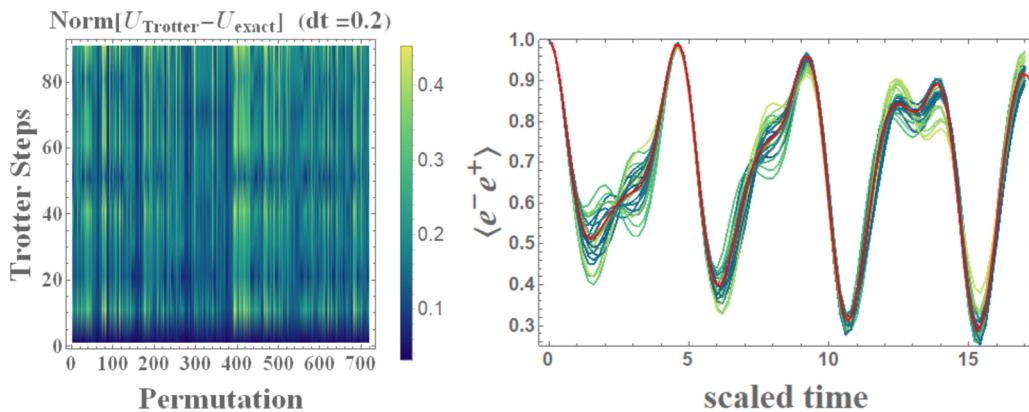 Norm[U_Trotter−U_exact] (dt =0.2)
Trotter Steps
80
60
40
20
0
0 100 200 300 400 500 600 700
Permutation
0.4
0.3
0.2
0.1
⟨e⁻ e⁺⟩
1.0
0.9
0.8
0.7
0.6
0.5
0.4
0.3
0 5 10 15
scaled time